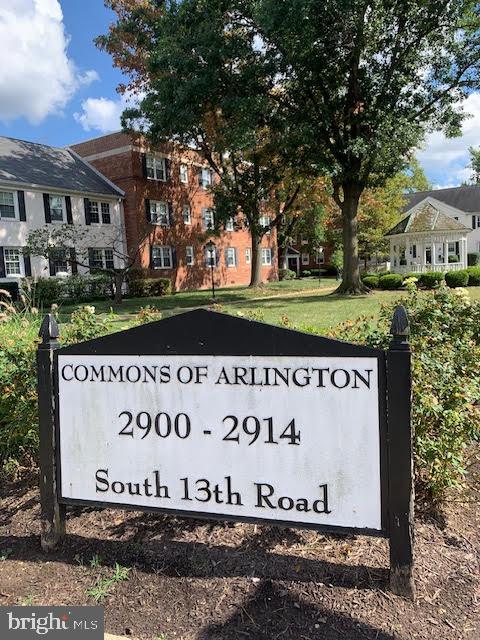 COMMONS OF ARLINGTON
2900 - 2914
South 13th Road
bright MLS